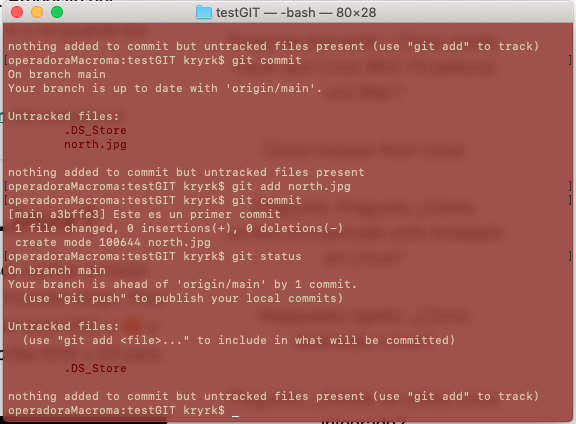 testGIT — -bash — 80×28
nothing added to commit but untracked files present (use "git add" to track)
[operadoraMacroma:testGIT kryrk$ git commit ]
On branch main
Your branch is up to date with 'origin/main'.
Untracked files:
.DS_Store
north.jpg
nothing added to commit but untracked files present
[operadoraMacroma:testGIT kryrk$ git add north.jpg ]
[operadoraMacroma:testGIT kryrk$ git commit ]
[main a3bffe3] Este es un primer commit
1 file changed, 0 insertions(+), 0 deletions(-)
create mode 100644 north.jpg
[operadoraMacroma:testGIT kryrk$ git status ]
On branch main
Your branch is ahead of 'origin/main' by 1 commit.
(use "git push" to publish your local commits)
Untracked files:
(use "git add <file>..." to include in what will be committed)
.DS_Store
nothing added to commit but untracked files present (use "git add" to track)
operadoraMacroma:testGIT kryrk$ _